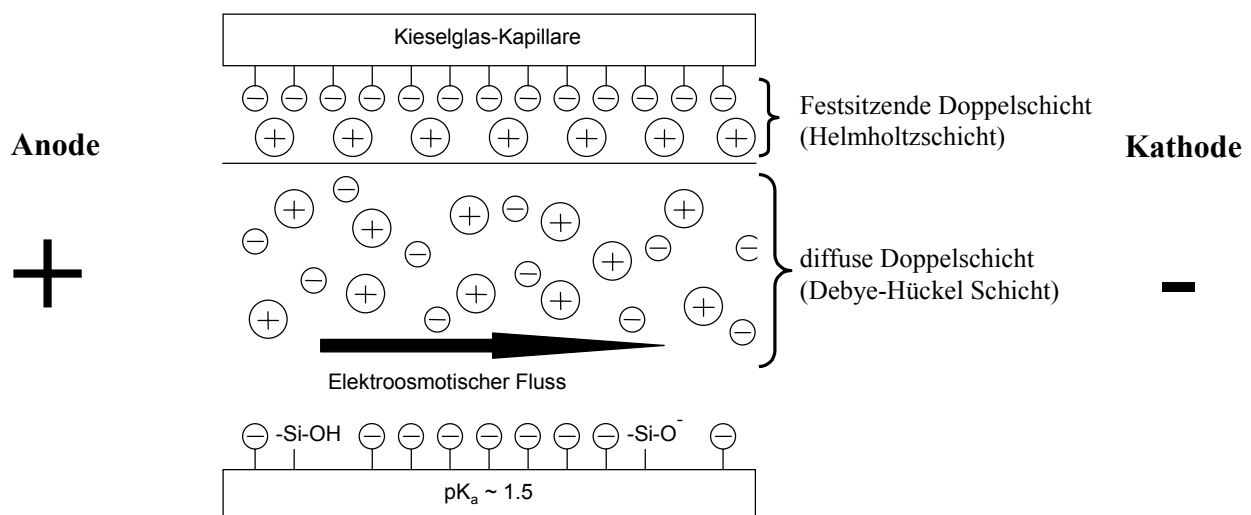 Kieselglas-Kapillare
Festsitzende Doppelschicht
(Helmholtzschicht)
Anode
Kathode
+
-
diffuse Doppelschicht
(Debye-Hückel Schicht)
Elektroosmotischer Fluss
-Si-OH
-Si-O⁻
pKₐ ~ 1.5